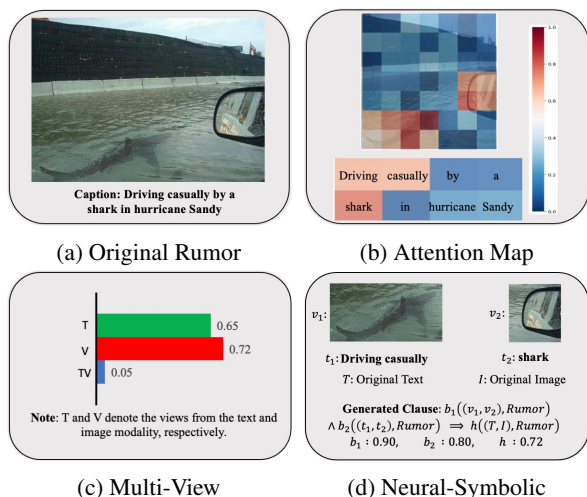 Caption: Driving casually by a
shark in hurricane Sandy
(a) Original Rumor
1.0
0.8
0.6
0.4
0.2
0.0
Driving casually by a
shark in hurricane Sandy
(b) Attention Map
T 0.65
V 0.72
TV 0.05
Note: T and V denote the views from the text and
image modality, respectively.
(c) Multi-View
v₁: v₂:
t₁: Driving casually t₂: shark
T: Original Text I: Original Image
Generated Clause: b₁((v₁, v₂), Rumor)
∧ b₂((t₁, t₂), Rumor) ⟹ h((T, I), Rumor)
b₁: 0.90, b₂: 0.80, h: 0.72
(d) Neural-Symbolic